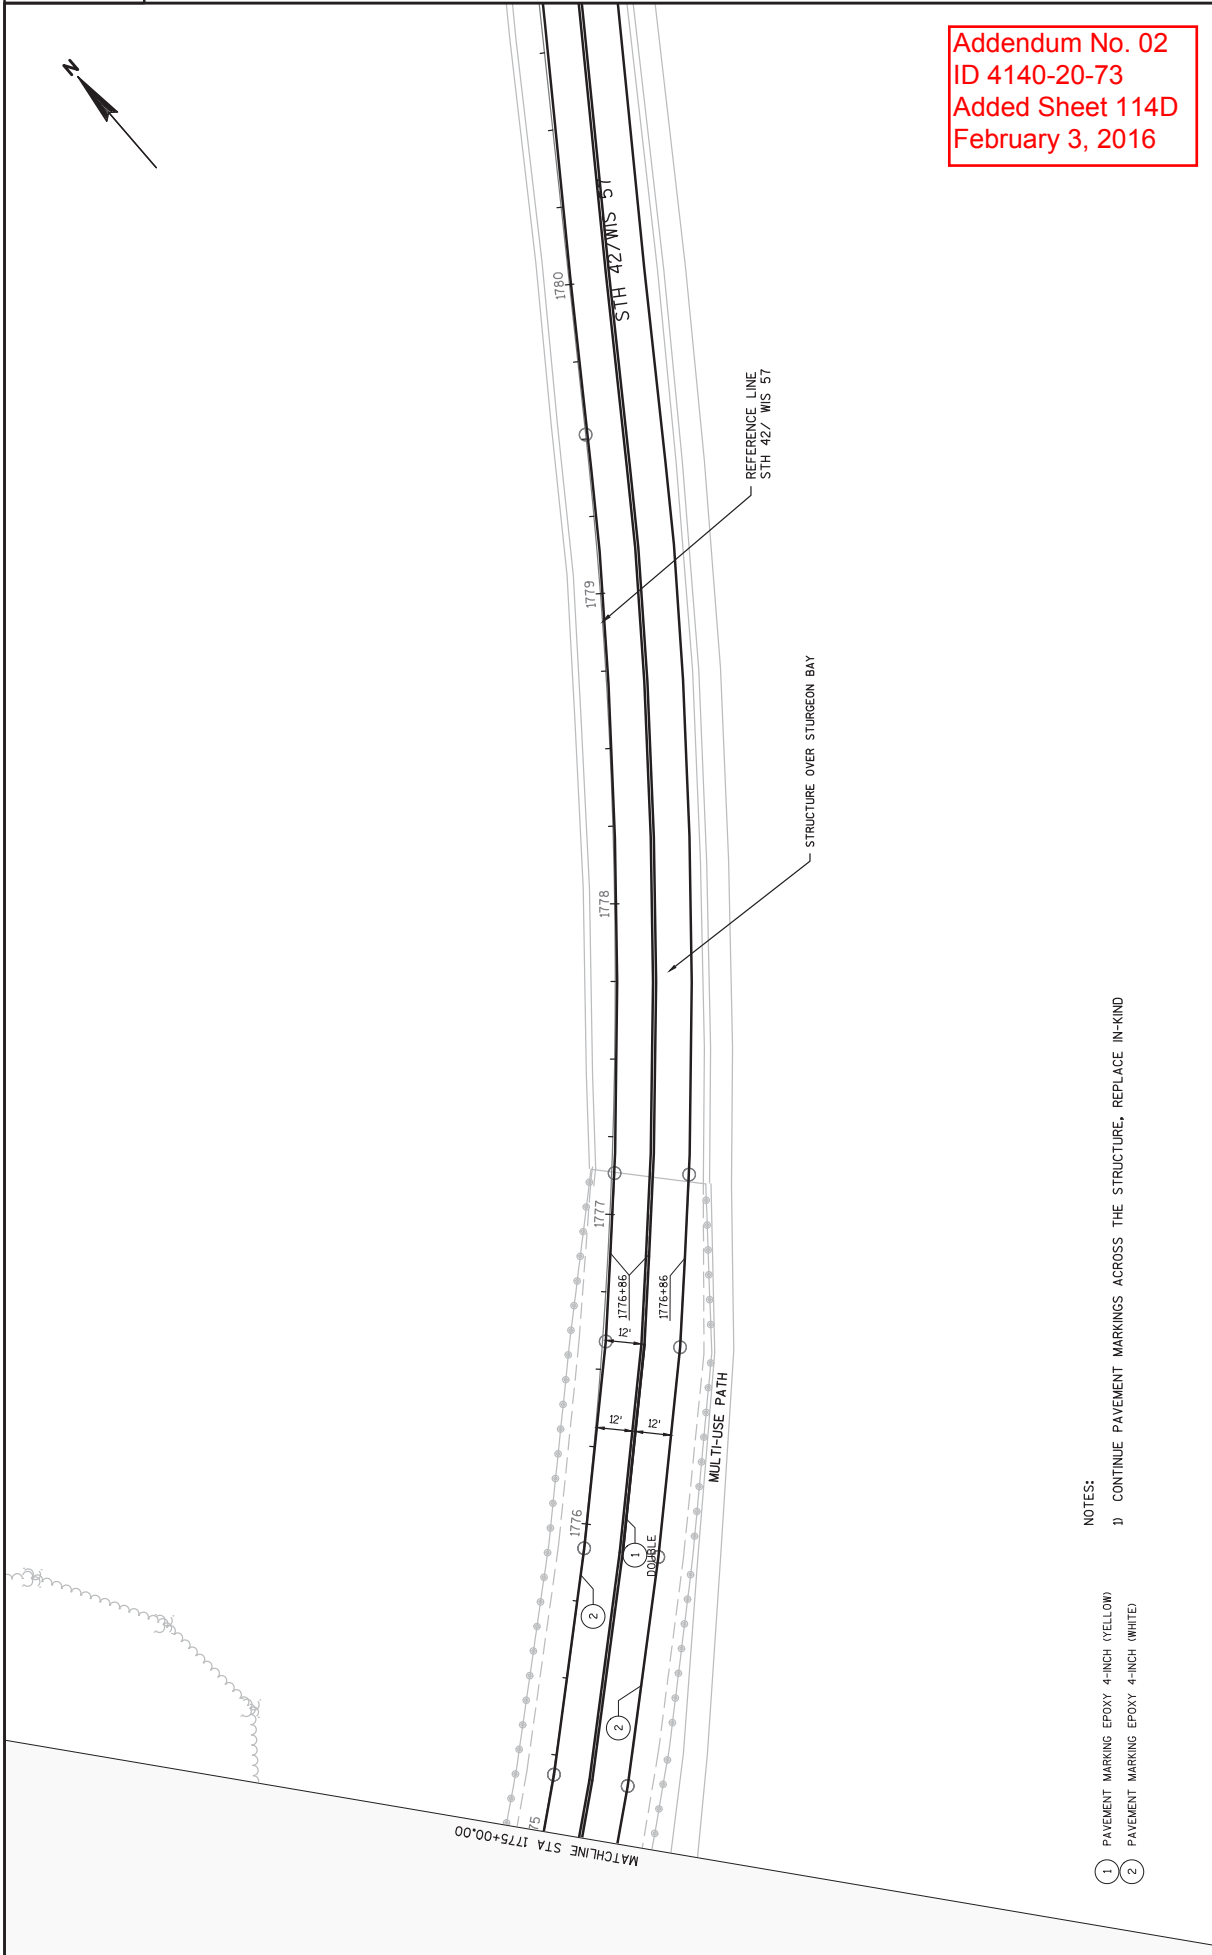 Addendum No. 02
ID 4140-20-73
Added Sheet 114D
February 3, 2016
N
STH 42/WIS 57
1780
REFERENCE LINE
STH 42/ WIS 57
1779
STRUCTURE OVER STURGEON BAY
1778
1777
1776+86
1776+86
12'
12'
12'
MULTI-USE PATH
1776
1
DOUBLE
2
2
75
MATCHLINE STA 1775+00.00
NOTES:
1) CONTINUE PAVEMENT MARKINGS ACROSS THE STRUCTURE, REPLACE IN-KIND
1 PAVEMENT MARKING EPOXY 4-INCH (YELLOW)
2 PAVEMENT MARKING EPOXY 4-INCH (WHITE)